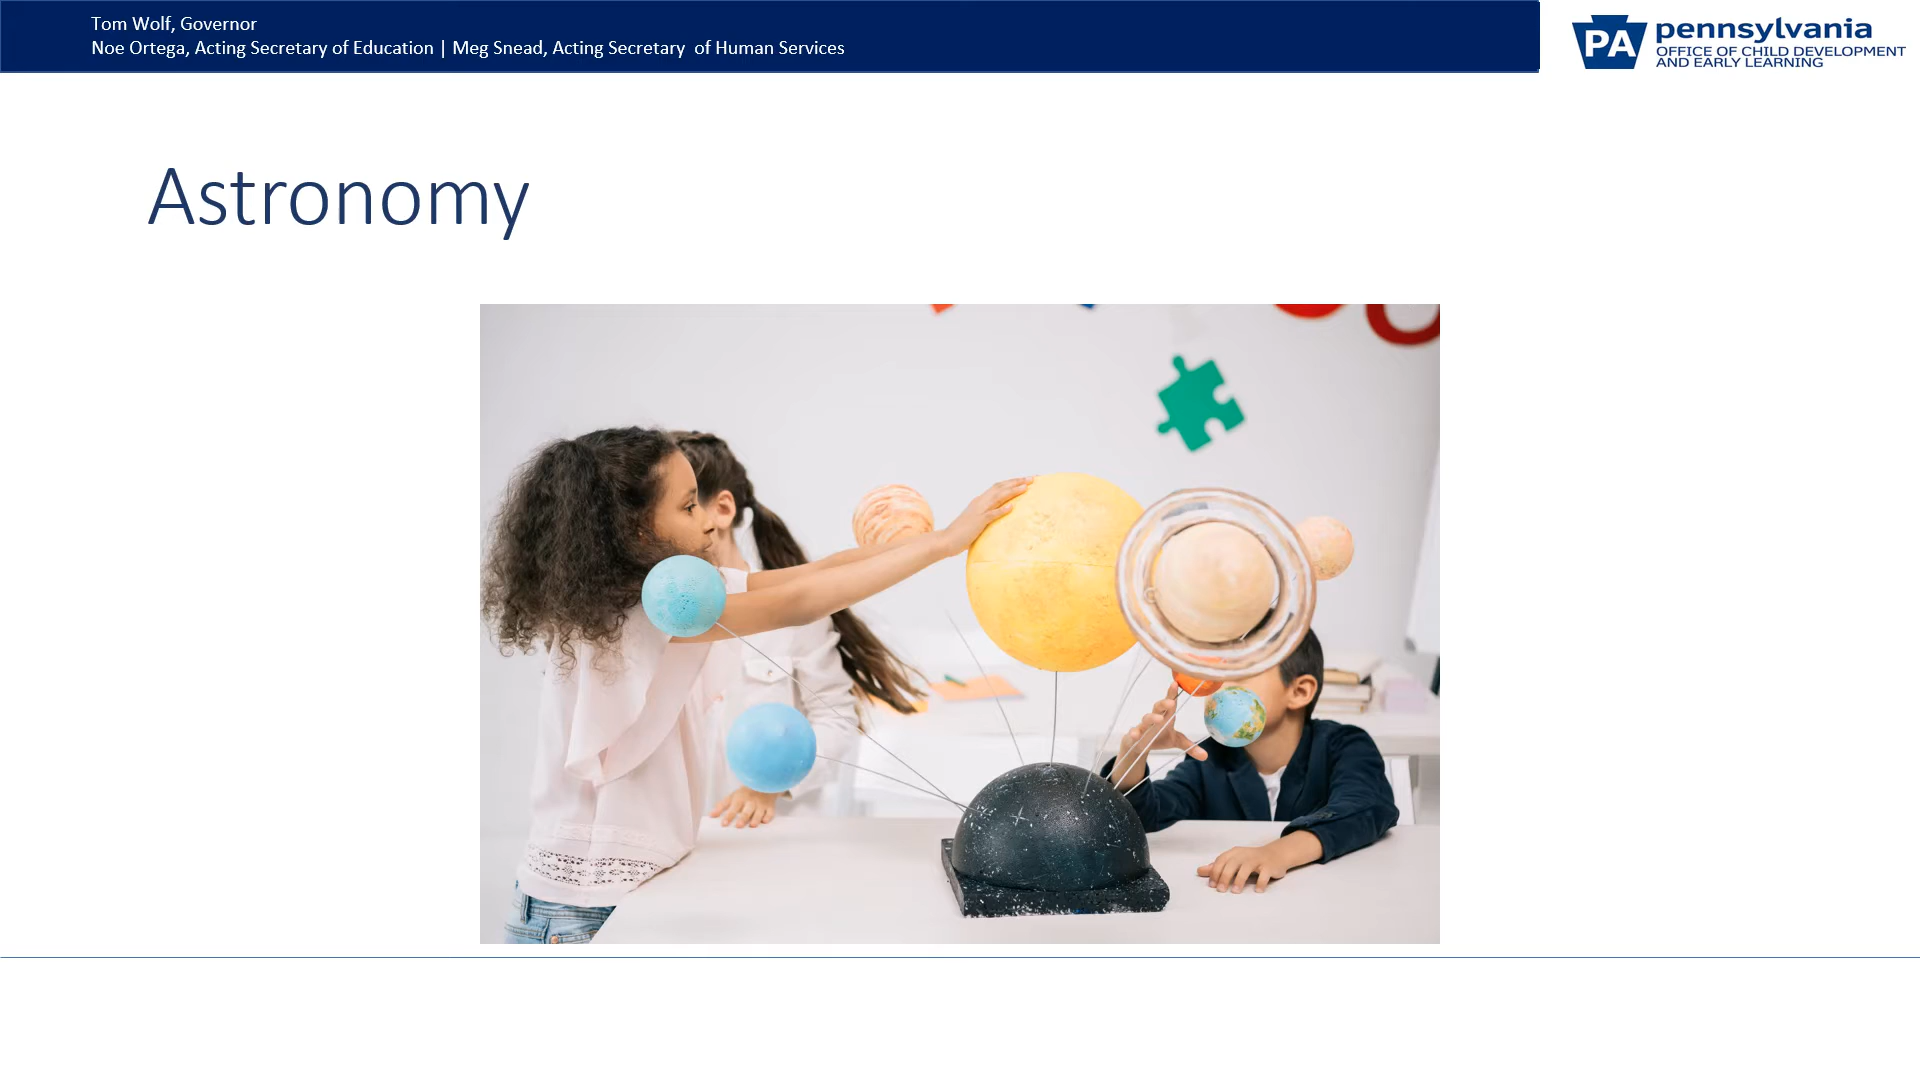 Tom Wolf, Governor
Noe Ortega, Acting Secretary of Education | Meg Snead, Acting Secretary of Human Services
PA
pennsylvania
OFFICE OF CHILD DEVELOPMENT
AND EARLY LEARNING
Astronomy